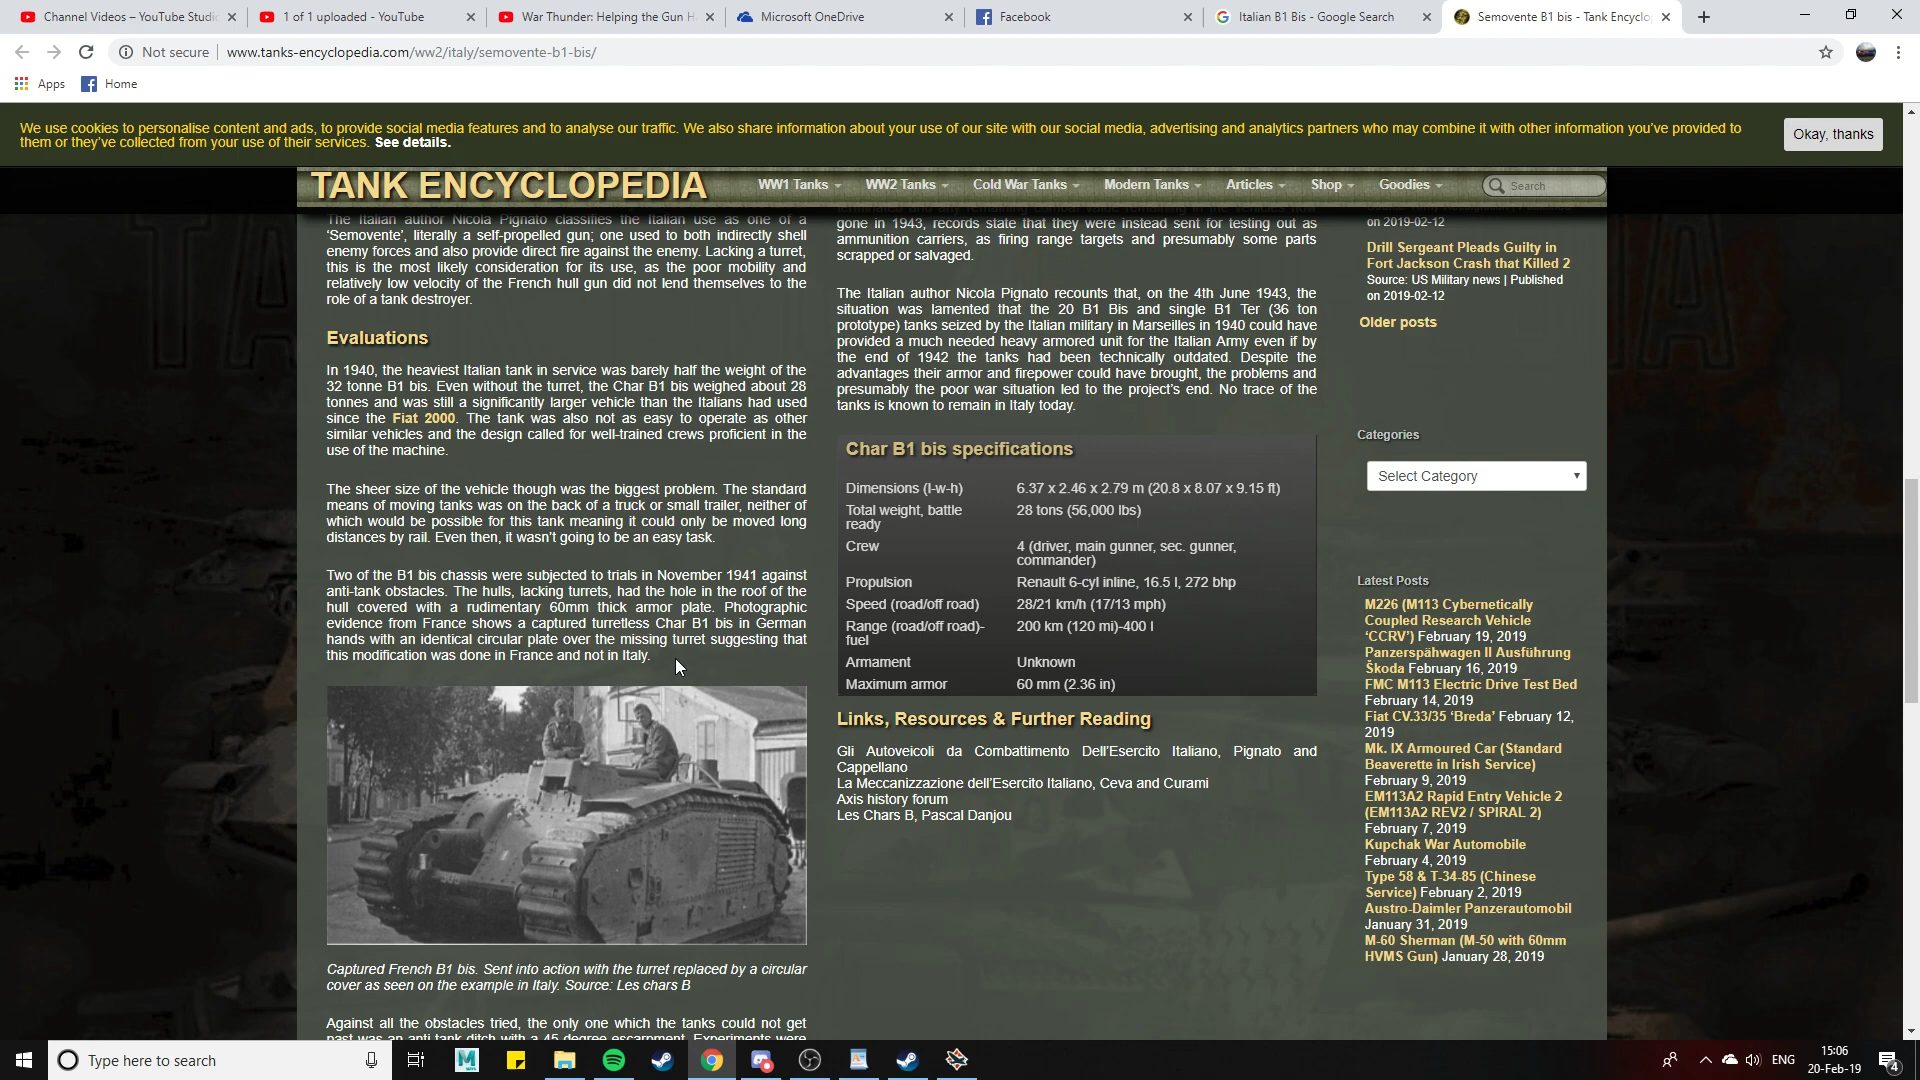 Channel Videos – YouTube Studi
1 of 1 uploaded - YouTube
War Thunder: Helping the Gun H
Microsoft OneDrive
Facebook
Italian B1 Bis - Google Search
Semovente B1 bis - Tank Encyclo
Not secure
www.tanks-encyclopedia.com/ww2/italy/semovente-b1-bis/
Apps
Home
We use cookies to personalise content and ads, to provide social media features and to analyse our traffic. We also share information about your use of our site with our social media, advertising and analytics partners who may combine it with other information you've provided to
them or they've collected from your use of their services. See details.
Okay, thanks
TANK ENCYCLOPEDIA
WW1 Tanks
WW2 Tanks
Cold War Tanks
Modern Tanks
Articles
Shop
Goodies
Search
The Italian author Nicola Pignato classifies the Italian use as one of a
'Semovente', literally a self-propelled gun; one used to both indirectly shell
enemy forces and also provide direct fire against the enemy. Lacking a turret,
this is the most likely consideration for its use, as the poor mobility and
relatively low velocity of the French hull gun did not lend themselves to the
role of a tank destroyer.
Evaluations
In 1940, the heaviest Italian tank in service was barely half the weight of the
32 tonne B1 bis. Even without the turret, the Char B1 bis weighed about 28
tonnes and was still a significantly larger vehicle than the Italians had used
since the Fiat 2000. The tank was also not as easy to operate as other
similar vehicles and the design called for well-trained crews proficient in the
use of the machine.
The sheer size of the vehicle though was the biggest problem. The standard
means of moving tanks was on the back of a truck or small trailer, neither of
which would be possible for this tank meaning it could only be moved long
distances by rail. Even then, it wasn't going to be an easy task.
Two of the B1 bis chassis were subjected to trials in November 1941 against
anti-tank obstacles. The hulls, lacking turrets, had the hole in the roof of the
hull covered with a rudimentary 60mm thick armor plate. Photographic
evidence from France shows a captured turretless Char B1 bis in German
hands with an identical circular plate over the missing turret suggesting that
this modification was done in France and not in Italy.
Captured French B1 bis. Sent into action with the turret replaced by a circular
cover as seen on the example in Italy. Source: Les chars B
Against all the obstacles tried, the only one which the tanks could not get
past was an anti tank ditch with a 45 degree escarpment. Experiments were
gone in 1943, records state that they were instead sent for testing out as
ammunition carriers, as firing range targets and presumably some parts
scrapped or salvaged.
The Italian author Nicola Pignato recounts that, on the 4th June 1943, the
situation was lamented that the 20 B1 Bis and single B1 Ter (36 ton
prototype) tanks seized by the Italian military in Marseilles in 1940 could have
provided a much needed heavy armored unit for the Italian Army even if by
the end of 1942 the tanks had been technically outdated. Despite the
advantages their armor and firepower could have brought, the problems and
presumably the poor war situation led to the project's end. No trace of the
tanks is known to remain in Italy today.
Char B1 bis specifications
Dimensions (l-w-h) 6.37 x 2.46 x 2.79 m (20.8 x 8.07 x 9.15 ft)
Total weight, battle 28 tons (56,000 lbs)
ready
Crew 4 (driver, main gunner, sec. gunner,
commander)
Propulsion Renault 6-cyl inline, 16.5 l, 272 bhp
Speed (road/off road) 28/21 km/h (17/13 mph)
Range (road/off road)- 200 km (120 mi)-400 l
fuel
Armament Unknown
Maximum armor 60 mm (2.36 in)
Links, Resources & Further Reading
Gli Autoveicoli da Combattimento Dell'Esercito Italiano, Pignato and
Cappellano
La Meccanizzazione dell'Esercito Italiano, Ceva and Curami
Axis history forum
Les Chars B, Pascal Danjou
on 2019-02-12
Drill Sergeant Pleads Guilty in
Fort Jackson Crash that Killed 2
Source: US Military news | Published
on 2019-02-12
Older posts
Categories
Select Category
Latest Posts
M226 (M113 Cybernetically
Coupled Research Vehicle
'CCRV') February 19, 2019
Panzerspähwagen II Ausführung
Škoda February 16, 2019
FMC M113 Electric Drive Test Bed
February 14, 2019
Fiat CV.33/35 'Breda' February 12,
2019
Mk. IX Armoured Car (Standard
Beaverette in Irish Service)
February 9, 2019
EM113A2 Rapid Entry Vehicle 2
(EM113A2 REV2 / SPIRAL 2)
February 7, 2019
Kupchak War Automobile
February 4, 2019
Type 58 & T-34-85 (Chinese
Service) February 2, 2019
Austro-Daimler Panzerautomobil
January 31, 2019
M-60 Sherman (M-50 with 60mm
HVMS Gun) January 28, 2019
Type here to search
ENG
15:06
20-Feb-19
4